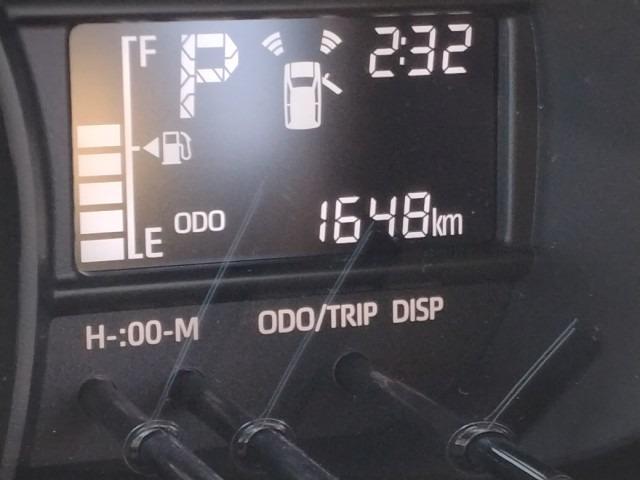 F P 2:32
E ODO 1648km
H-:00-M ODO/TRIP DISP